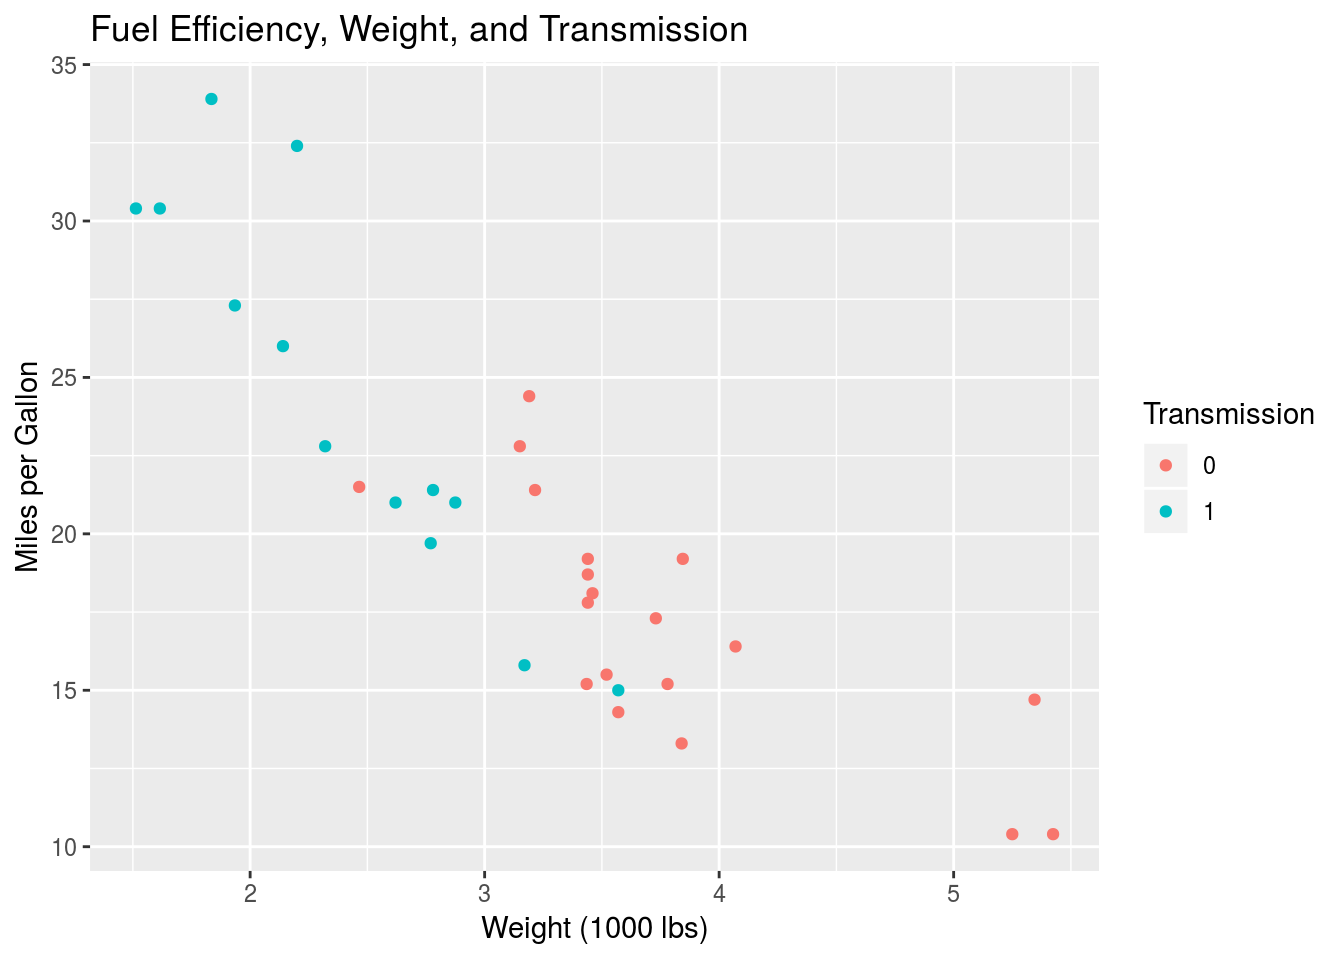 Fuel Efficiency, Weight, and Transmission
35
30
25
20
15
10
Miles per Gallon
2 3 4 5
Weight (1000 lbs)
Transmission
0
1